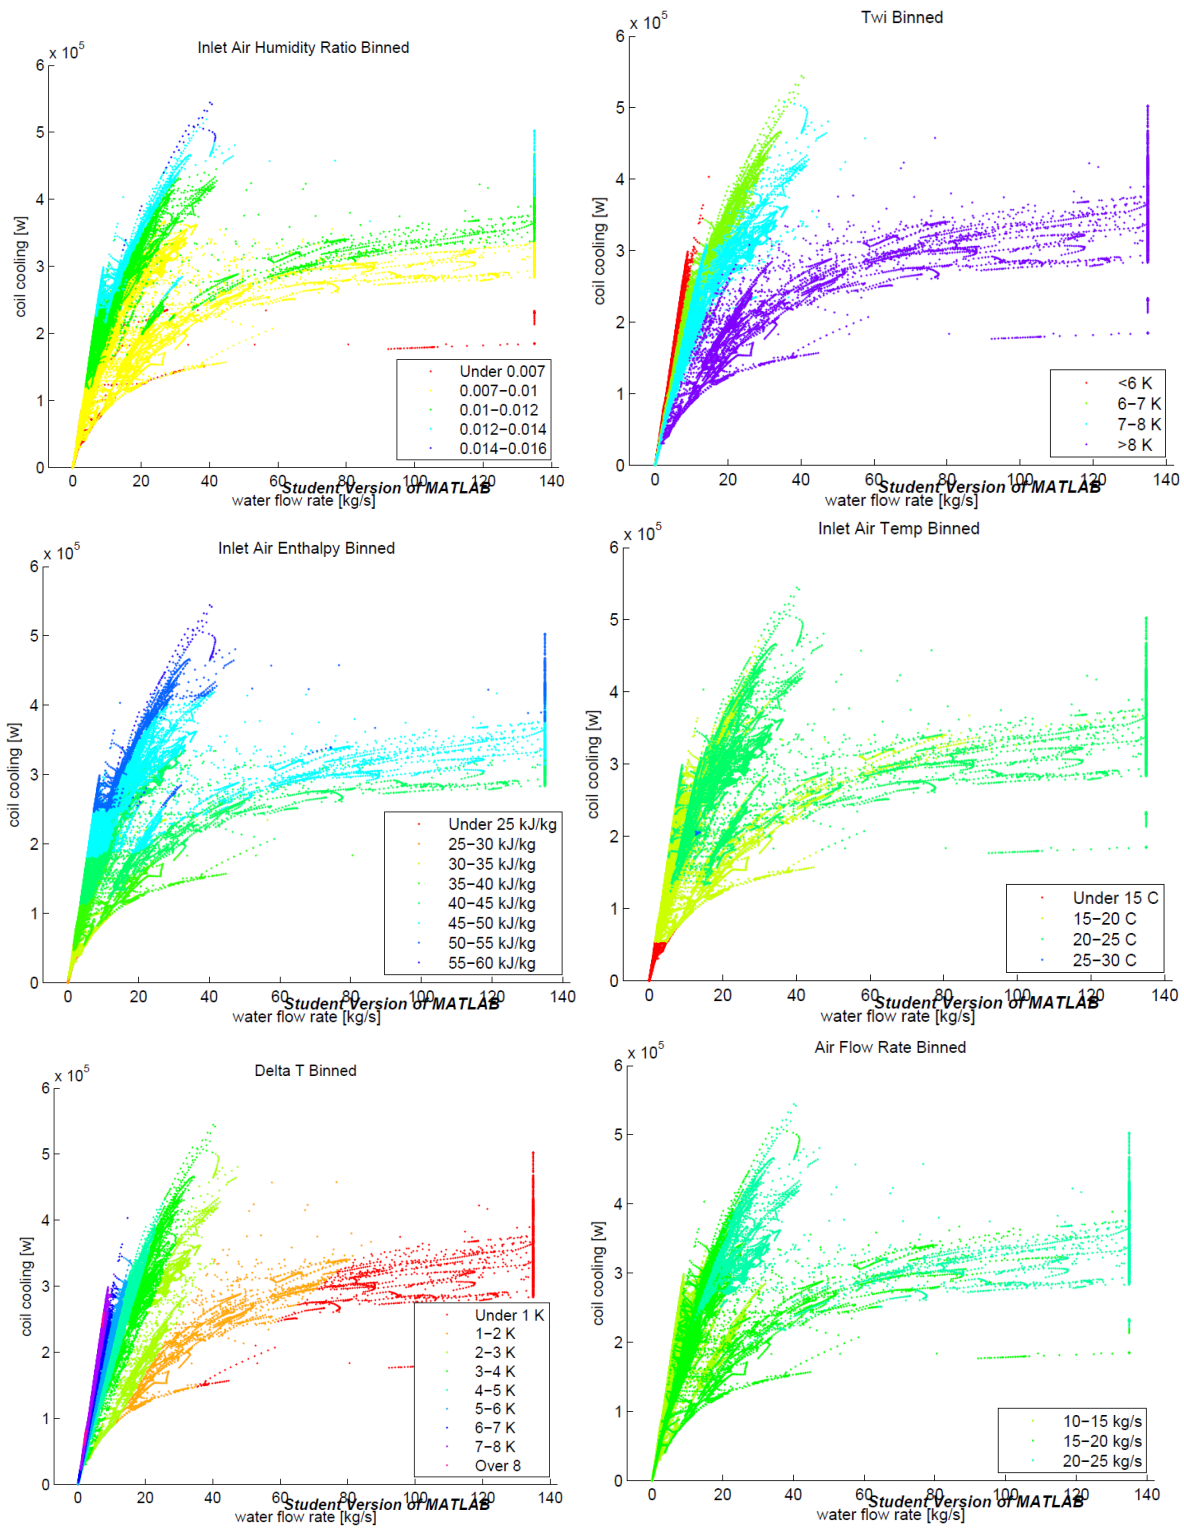 Inlet Air Humidity Ratio Binned
x 10^5
6
5
4
3
2
1
0
coil cooling [w]
Under 0.007
0.007−0.01
0.01−0.012
0.012−0.014
0.014−0.016
0 20 40 60 80 100 120 140
Student Version of MATLAB
water flow rate [kg/s]
Twi Binned
x 10^5
6
5
4
3
2
1
0
coil cooling [w]
<6 K
6−7 K
7−8 K
>8 K
0 20 40 60 80 100 120 140
Student Version of MATLAB
water flow rate [kg/s]
Inlet Air Enthalpy Binned
x 10^5
6
5
4
3
2
1
0
coil cooling [w]
Under 25 kJ/kg
25−30 kJ/kg
30−35 kJ/kg
35−40 kJ/kg
40−45 kJ/kg
45−50 kJ/kg
50−55 kJ/kg
55−60 kJ/kg
0 20 40 60 80 100 120 140
Student Version of MATLAB
water flow rate [kg/s]
Inlet Air Temp Binned
x 10^5
6
5
4
3
2
1
0
coil cooling [w]
Under 15 C
15−20 C
20−25 C
25−30 C
0 20 40 60 80 100 120 140
Student Version of MATLAB
water flow rate [kg/s]
Delta T Binned
x 10^5
6
5
4
3
2
1
0
coil cooling [w]
Under 1 K
1−2 K
2−3 K
3−4 K
4−5 K
5−6 K
6−7 K
7−8 K
Over 8
0 20 40 60 80 100 120 140
Student Version of MATLAB
water flow rate [kg/s]
Air Flow Rate Binned
x 10^5
6
5
4
3
2
1
0
coil cooling [w]
10−15 kg/s
15−20 kg/s
20−25 kg/s
0 20 40 60 80 100 120 140
Student Version of MATLAB
water flow rate [kg/s]